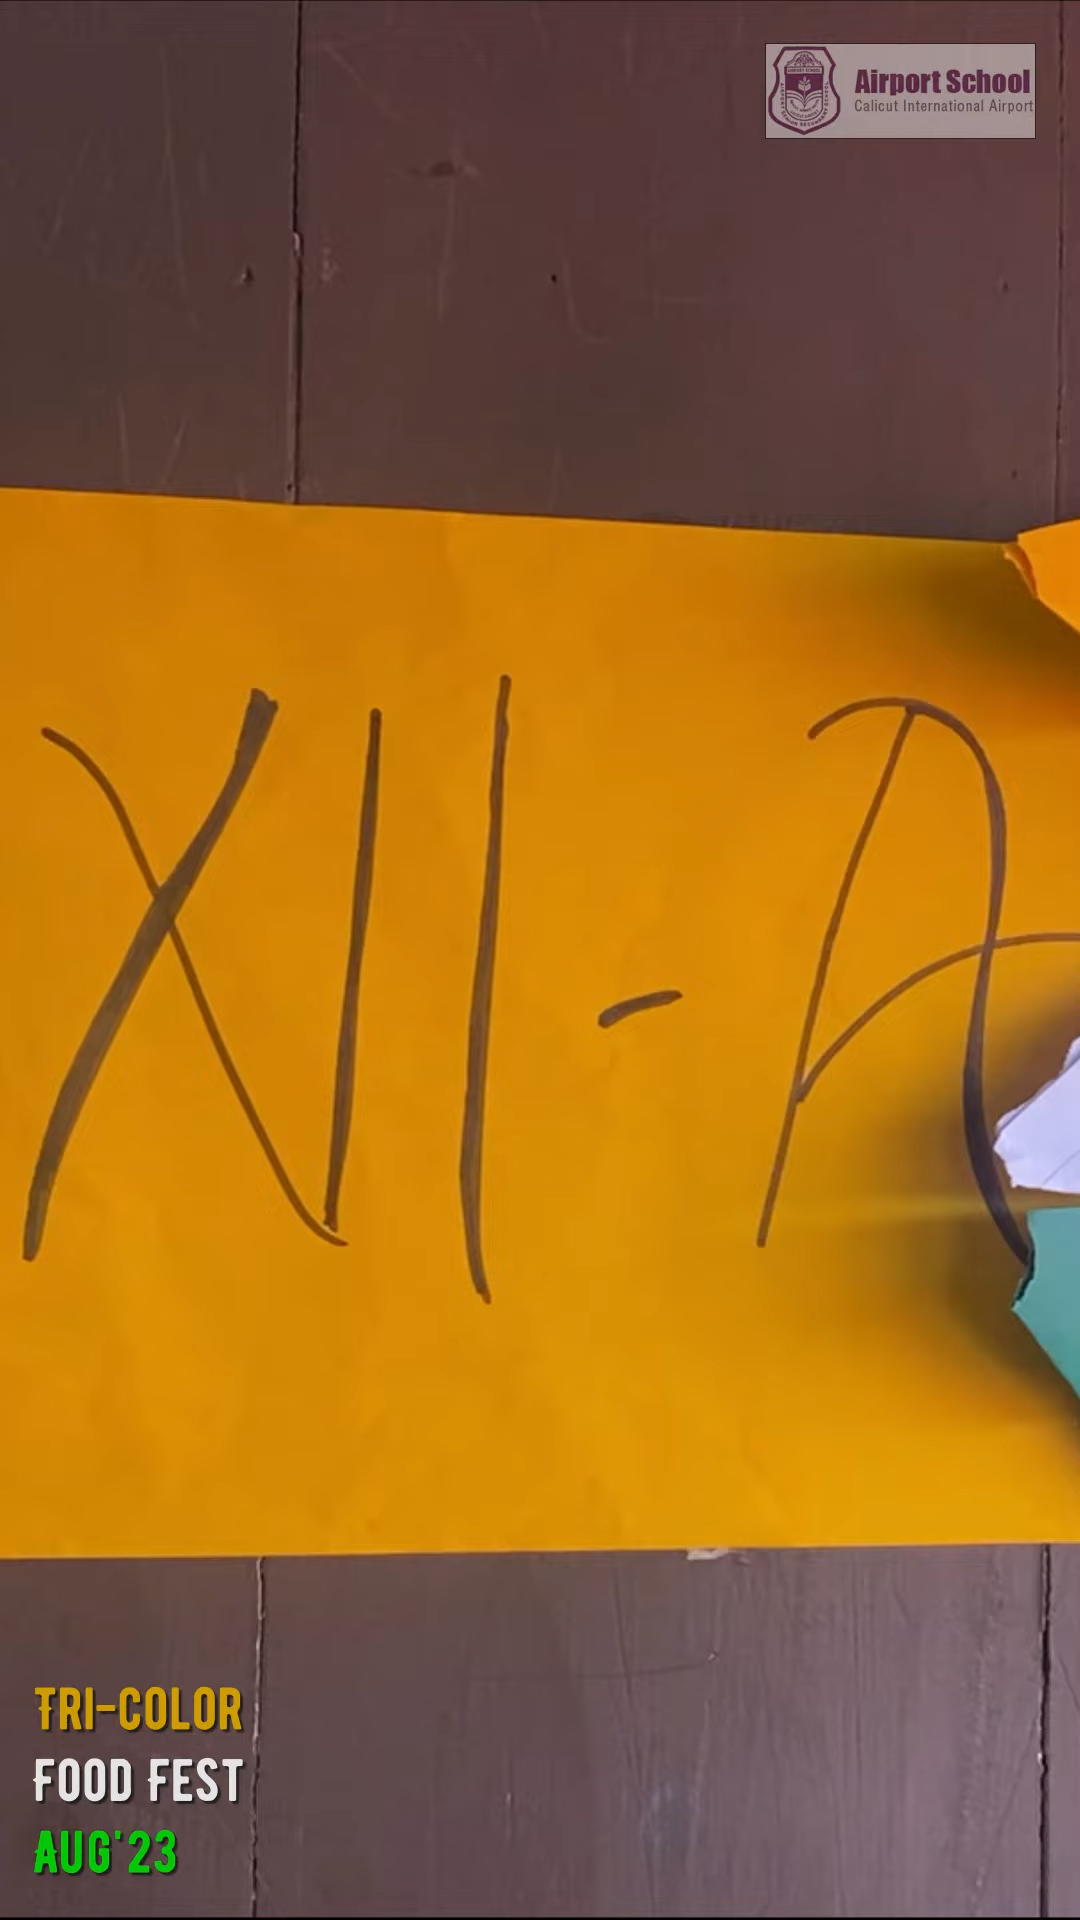 Airport School
Calicut International Airport
XII - A
TRI-COLOR
FOOD FEST
AUG'23